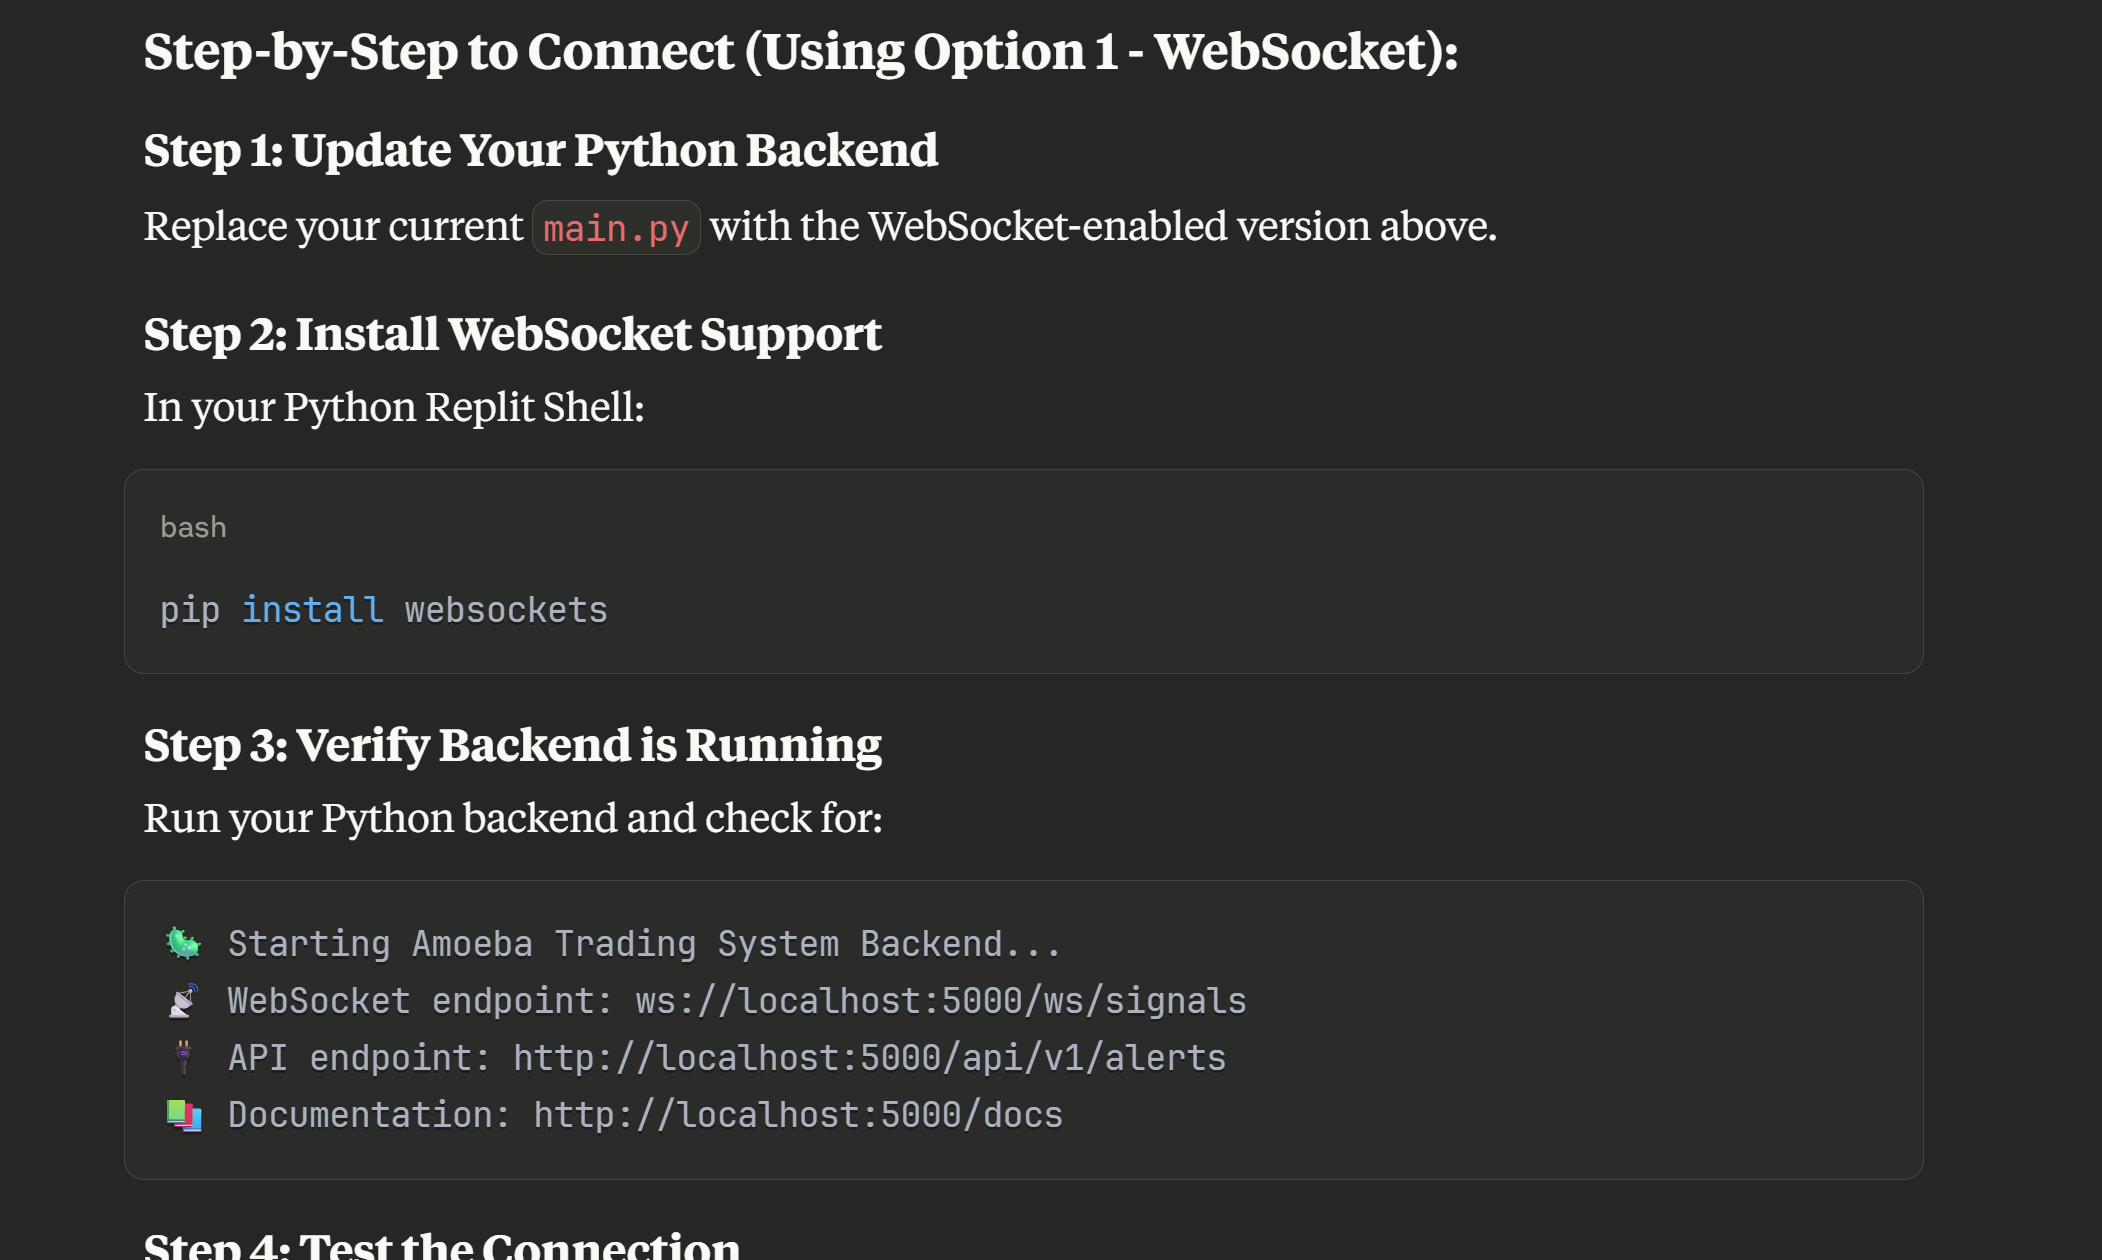 Step-by-Step to Connect (Using Option 1 - WebSocket):
Step 1: Update Your Python Backend
Replace your current main.py with the WebSocket-enabled version above.
Step 2: Install WebSocket Support
In your Python Replit Shell:
bash
pip install websockets
Step 3: Verify Backend is Running
Run your Python backend and check for:
🦠 Starting Amoeba Trading System Backend...
📡 WebSocket endpoint: ws://localhost:5000/ws/signals
🔌 API endpoint: http://localhost:5000/api/v1/alerts
📚 Documentation: http://localhost:5000/docs
Step 4: Test the Connection